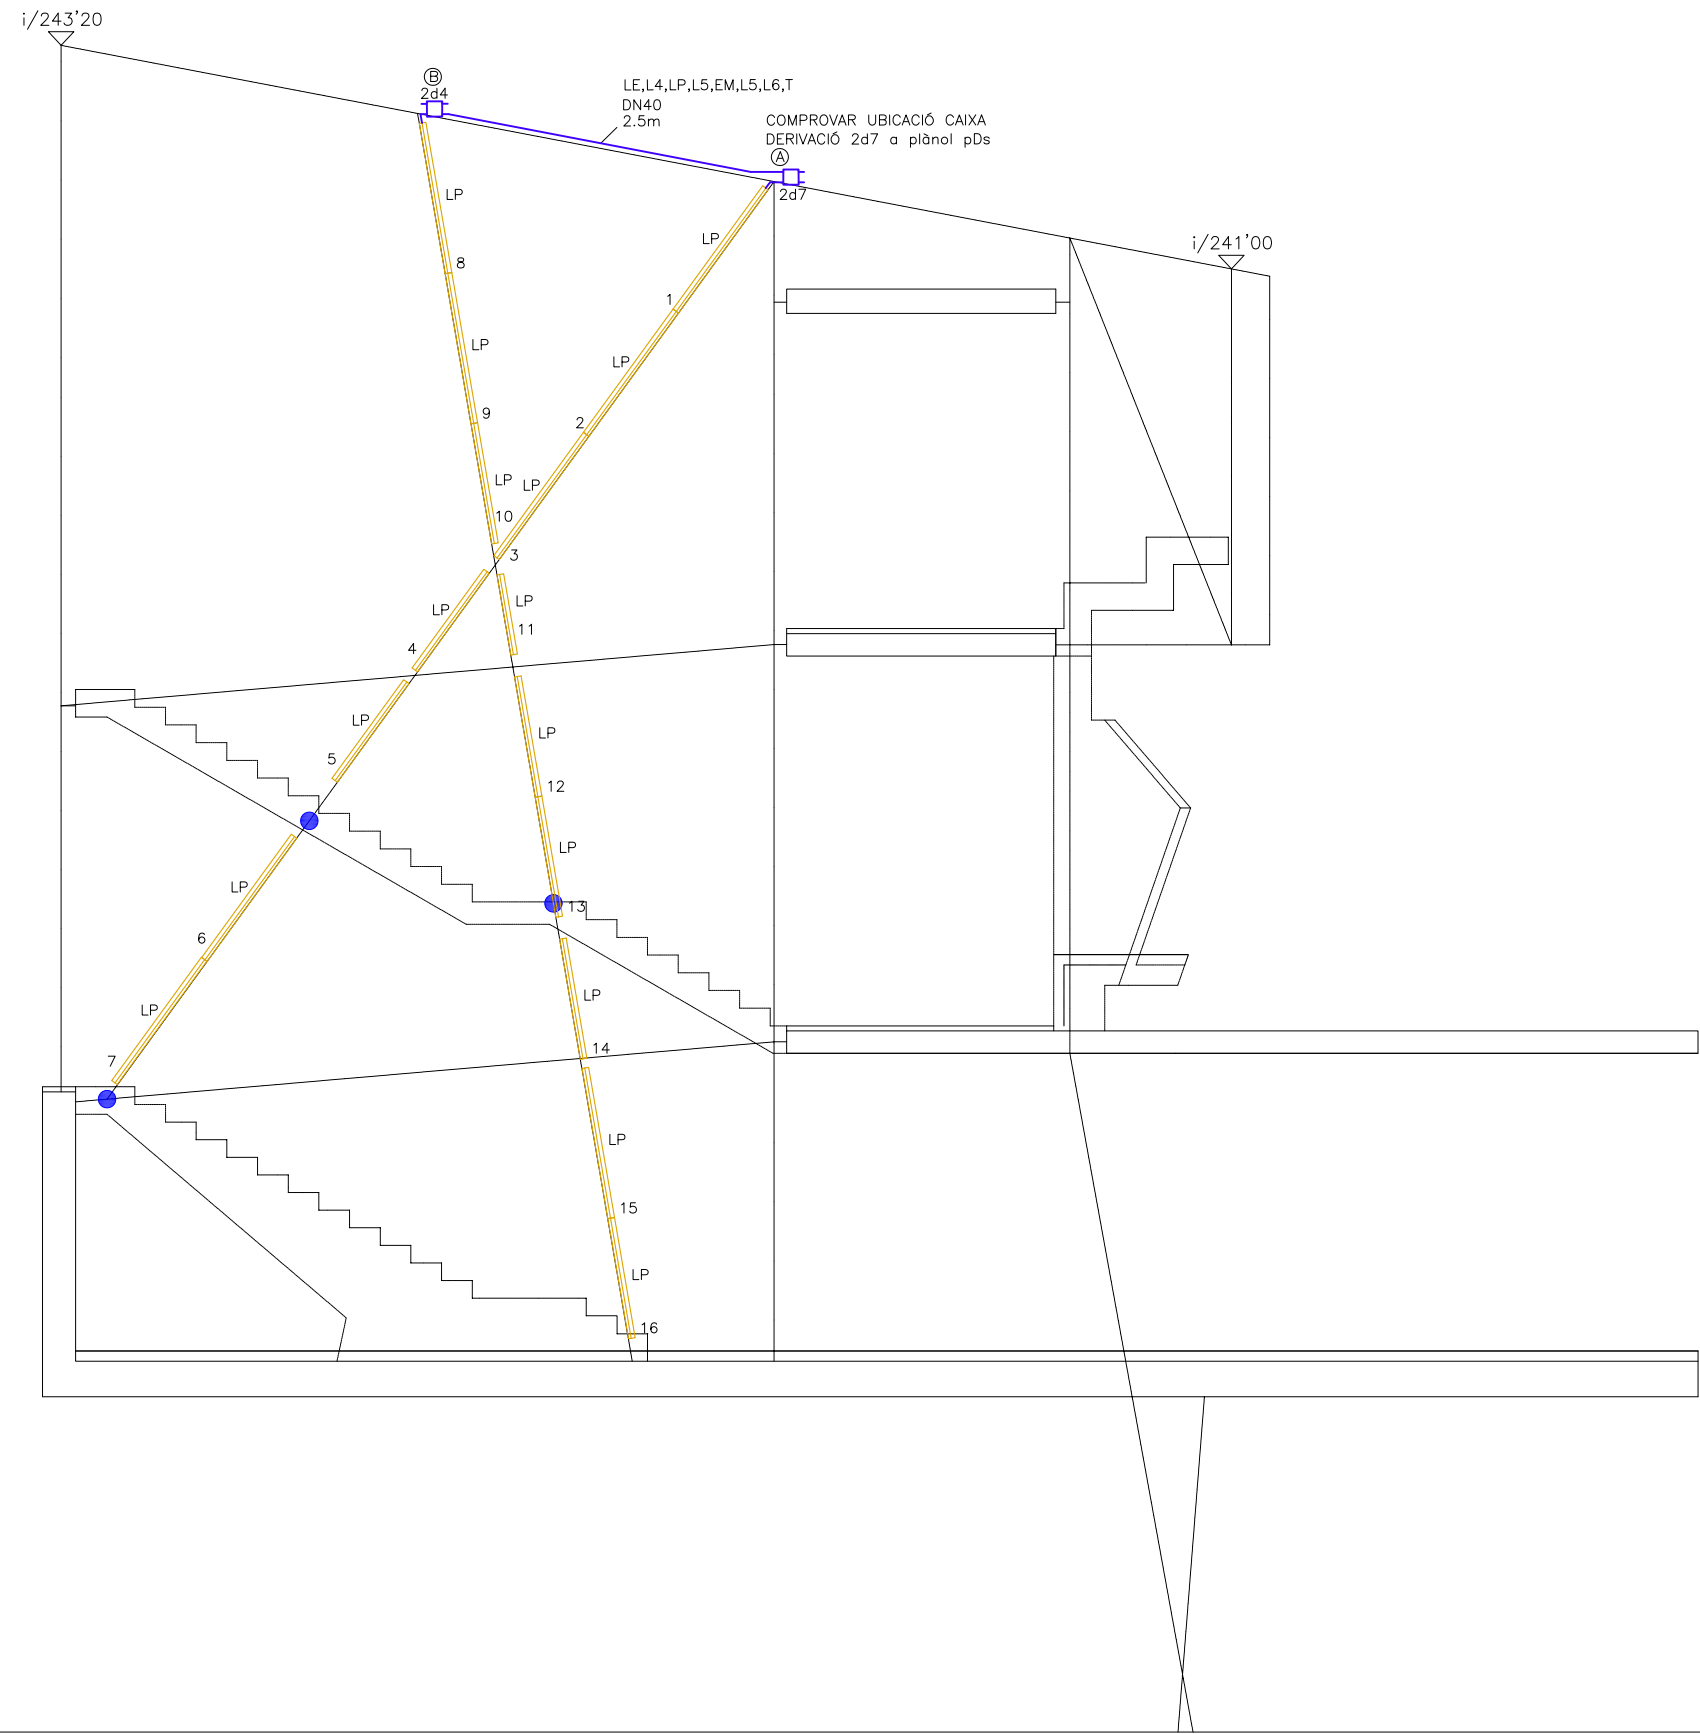 i/243'20
B
2d4
LE,L4,LP,L5,EM,L5,L6,T
DN40
2.5m
COMPROVAR UBICACIÓ CAIXA
DERIVACIÓ 2d7 a plànol pDs
A
2d7
LP
LP
i/241'00
8
1
LP
LP
9
2
LP
LP
10
3
LP
LP
11
4
LP
LP
5
12
LP
LP
13
6
LP
LP
14
7
LP
15
LP
16